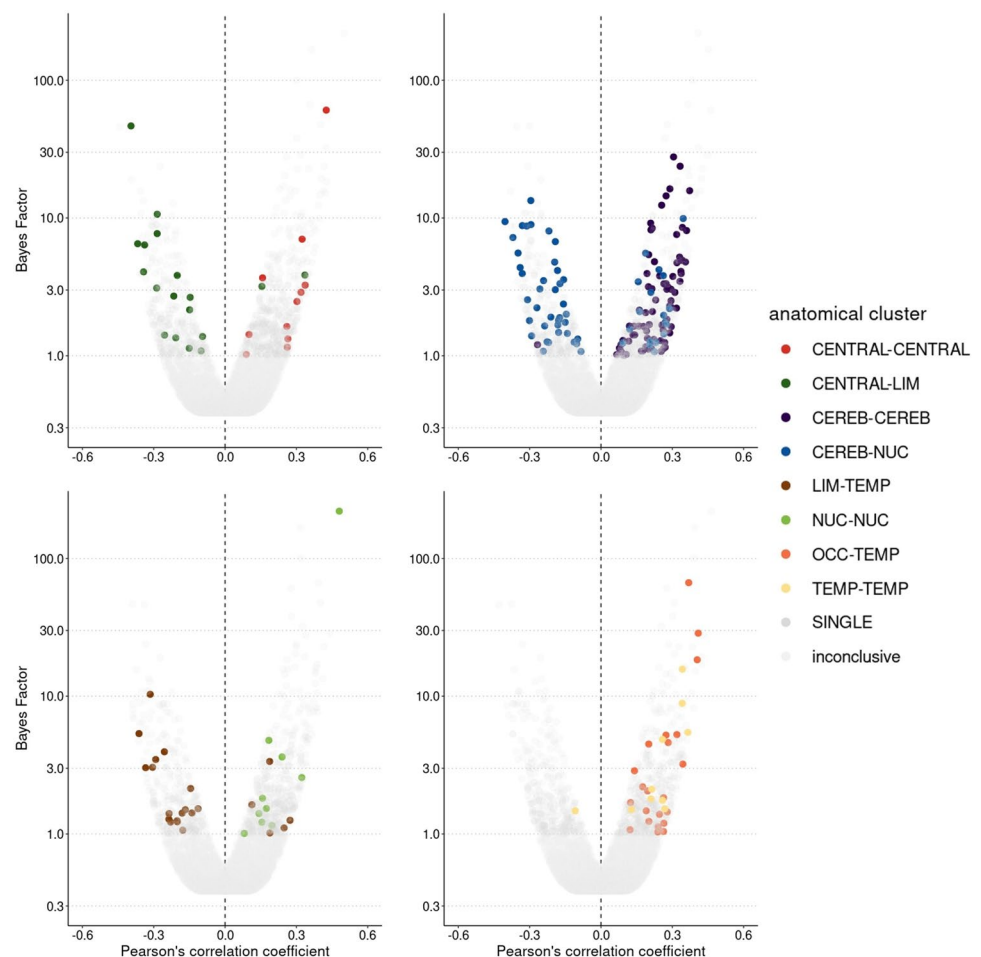 100.0
30.0
10.0
3.0
1.0
0.3
Bayes Factor
-0.6 -0.3 0.0 0.3 0.6
100.0
30.0
10.0
3.0
1.0
0.3
-0.6 -0.3 0.0 0.3 0.6
100.0
30.0
10.0
3.0
1.0
0.3
Bayes Factor
-0.6 -0.3 0.0 0.3 0.6
Pearson's correlation coefficient
100.0
30.0
10.0
3.0
1.0
0.3
-0.6 -0.3 0.0 0.3 0.6
Pearson's correlation coefficient
anatomical cluster
CENTRAL-CENTRAL
CENTRAL-LIM
CEREB-CEREB
CEREB-NUC
LIM-TEMP
NUC-NUC
OCC-TEMP
TEMP-TEMP
SINGLE
inconclusive